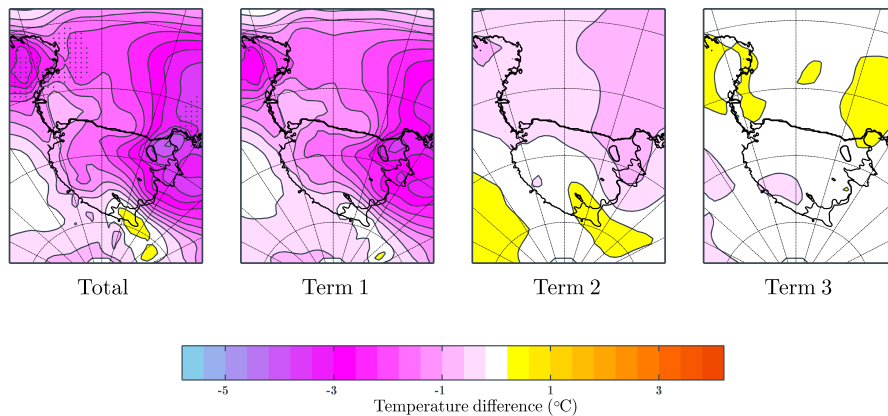 Total Term 1 Term 2 Term 3
-5 -3 -1 1 3
Temperature difference (°C)